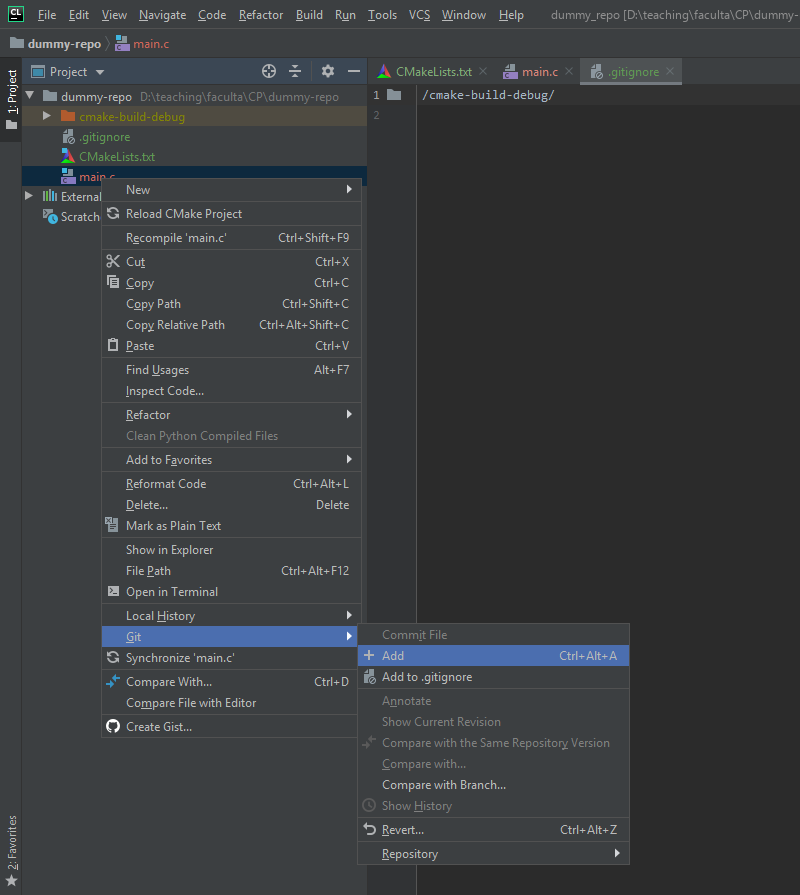 CL File Edit View Navigate Code Refactor Build Run Tools VCS Window Help dummy_repo [D:\teaching\faculta\CP\dummy-
dummy-repo main.c
1: Project
Project
CMakeLists.txt main.c .gitignore
dummy-repo D:\teaching\faculta\CP\dummy-repo
cmake-build-debug
.gitignore
CMakeLists.txt
main.c
External
Scratch
1 /cmake-build-debug/
2
New
Reload CMake Project
Recompile 'main.c' Ctrl+Shift+F9
Cut Ctrl+X
Copy Ctrl+C
Copy Path Ctrl+Shift+C
Copy Relative Path Ctrl+Alt+Shift+C
Paste Ctrl+V
Find Usages Alt+F7
Inspect Code...
Refactor
Clean Python Compiled Files
Add to Favorites
Reformat Code Ctrl+Alt+L
Delete... Delete
Mark as Plain Text
Show in Explorer
File Path Ctrl+Alt+F12
Open in Terminal
Local History
Git
Synchronize 'main.c'
Compare With... Ctrl+D
Compare File with Editor
Create Gist...
Commit File
Add Ctrl+Alt+A
Add to .gitignore
Annotate
Show Current Revision
Compare with the Same Repository Version
Compare with...
Compare with Branch...
Show History
Revert... Ctrl+Alt+Z
Repository
2: Favorites